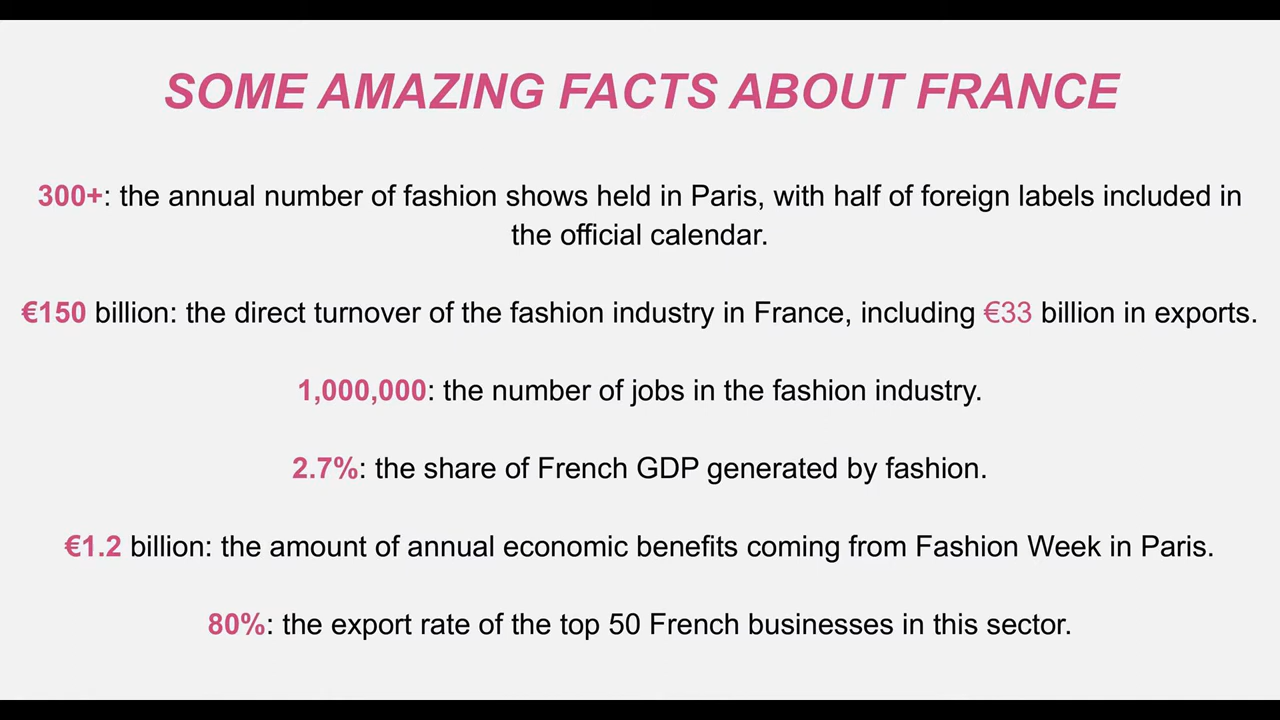 SOME AMAZING FACTS ABOUT FRANCE
300+: the annual number of fashion shows held in Paris, with half of foreign labels included in
the official calendar.
€150 billion: the direct turnover of the fashion industry in France, including €33 billion in exports.
1,000,000: the number of jobs in the fashion industry.
2.7%: the share of French GDP generated by fashion.
€1.2 billion: the amount of annual economic benefits coming from Fashion Week in Paris.
80%: the export rate of the top 50 French businesses in this sector.